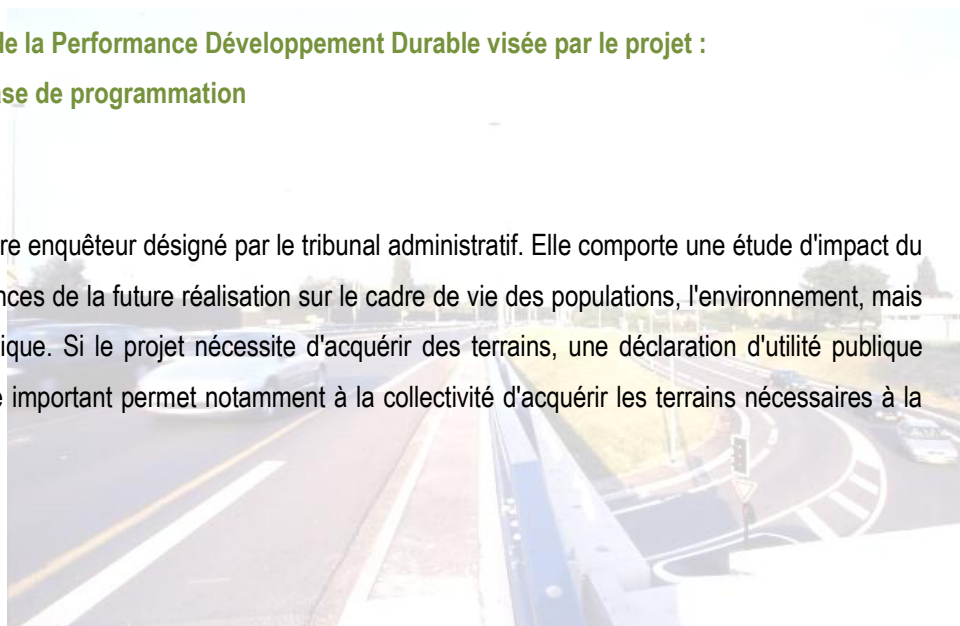 de la Performance Développement Durable visée par le projet :
ase de programmation
re enquêteur désigné par le tribunal administratif. Elle comporte une étude d'impact du
nces de la future réalisation sur le cadre de vie des populations, l'environnement, mais
ique. Si le projet nécessite d'acquérir des terrains, une déclaration d'utilité publique
e important permet notamment à la collectivité d'acquérir les terrains nécessaires à la